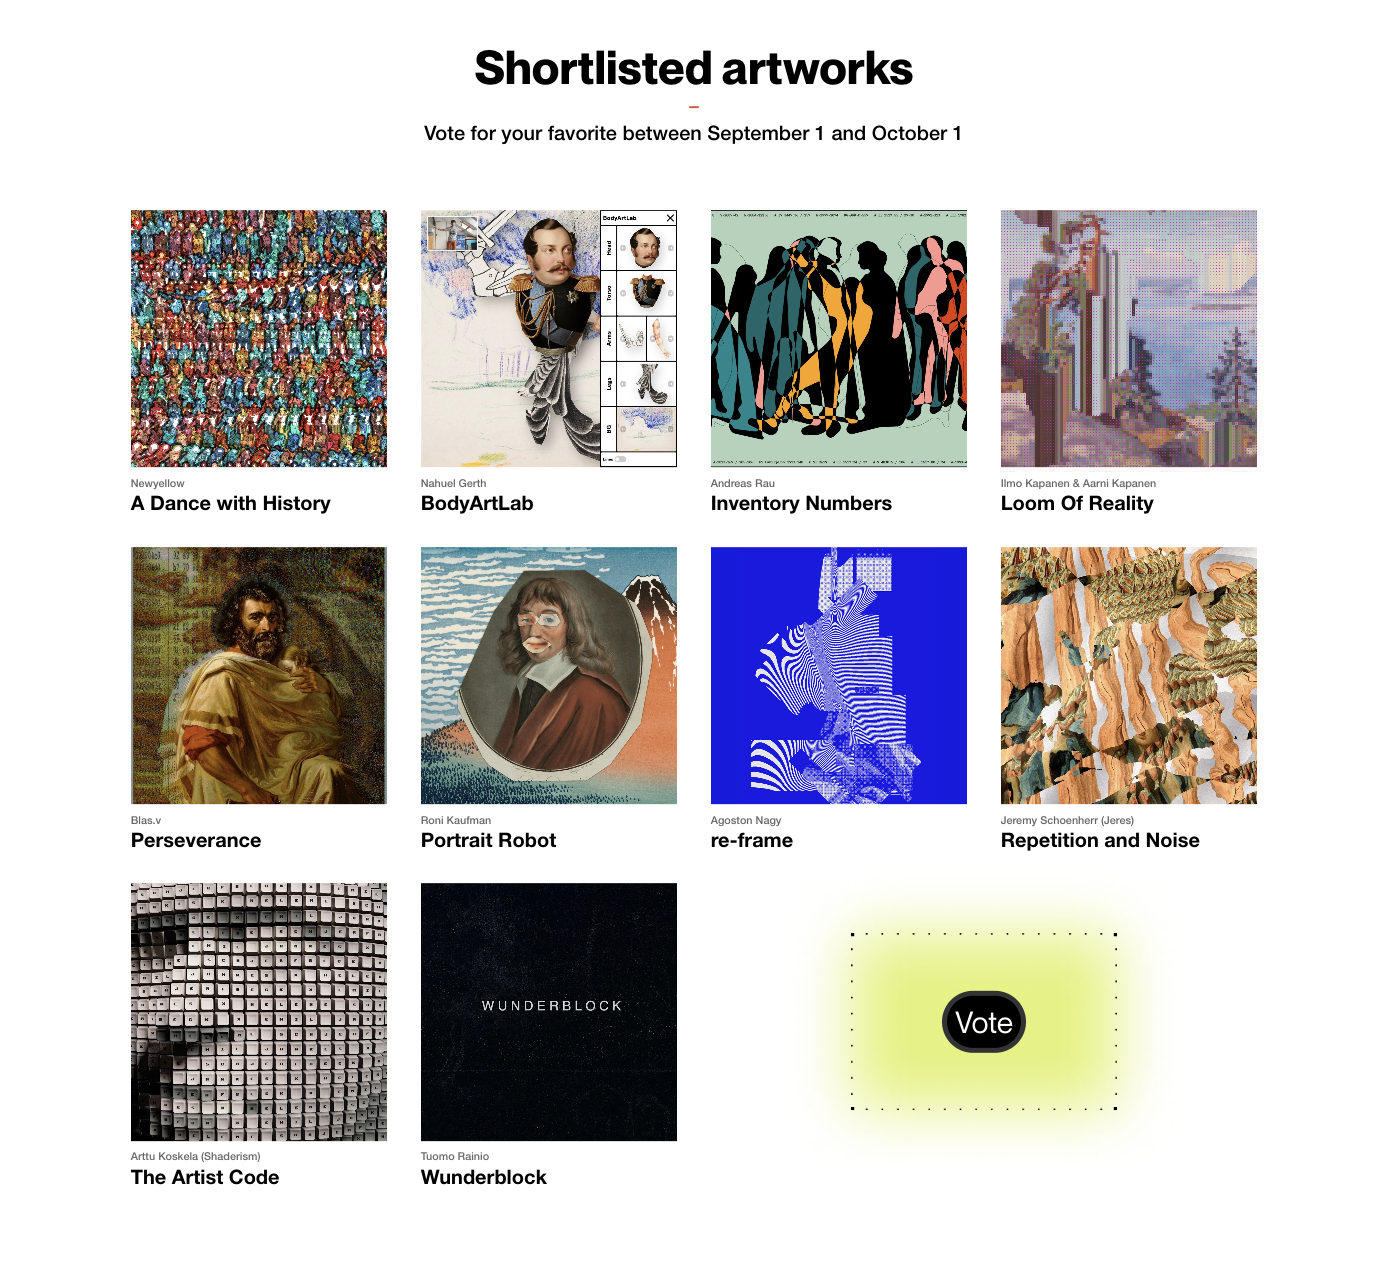 Shortlisted artworks
Vote for your favorite between September 1 and October 1
BodyArtLab
Head
Torso
Arms
Legs
BG
Lines
Newyellow
A Dance with History
Nahuel Gerth
BodyArtLab
Andreas Rau
Inventory Numbers
Ilmo Kapanen & Aarni Kapanen
Loom Of Reality
Blas.v
Perseverance
Roni Kaufman
Portrait Robot
Agoston Nagy
re-frame
Jeremy Schoenherr (Jeres)
Repetition and Noise
WUNDERBLOCK
Vote
Arttu Koskela (Shaderism)
The Artist Code
Tuomo Rainio
Wunderblock